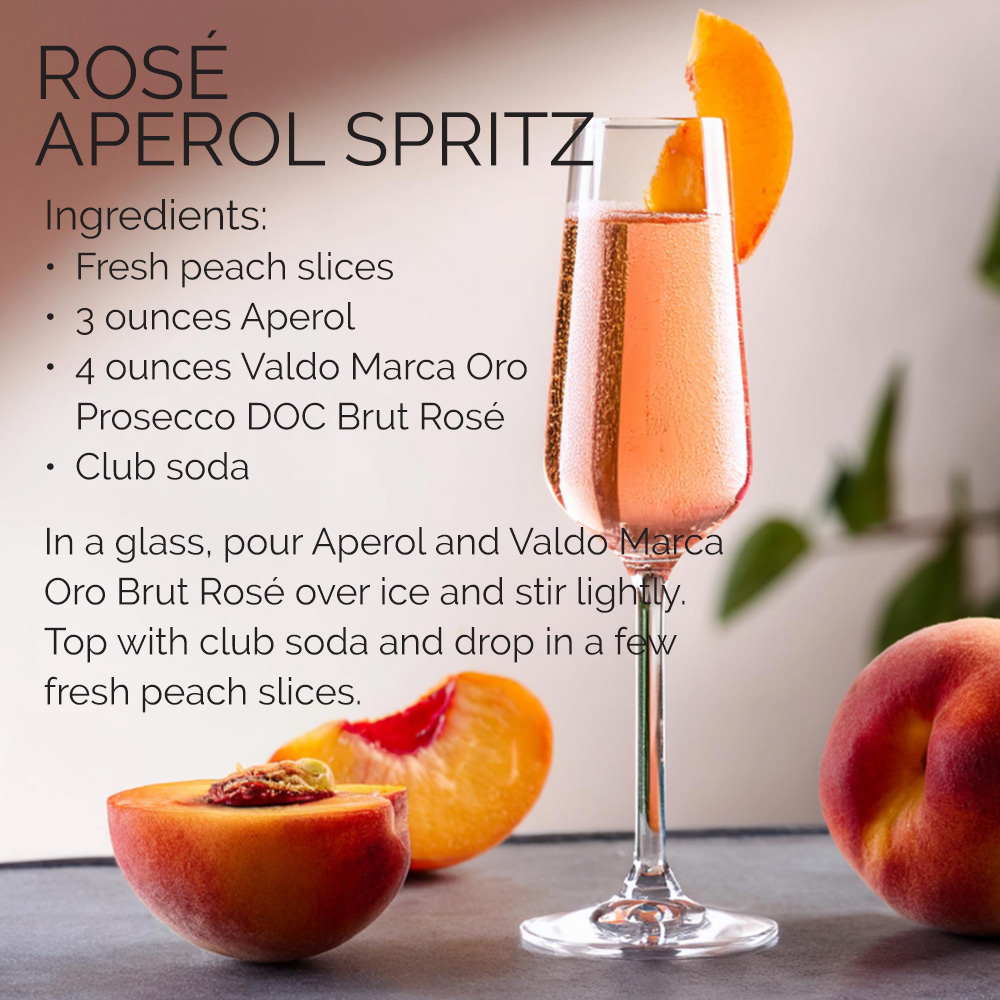 ROSÉ
APEROL SPRITZ
Ingredients:
• Fresh peach slices
• 3 ounces Aperol
• 4 ounces Valdo Marca Oro
Prosecco DOC Brut Rosé
• Club soda
In a glass, pour Aperol and Valdo Marca
Oro Brut Rosé over ice and stir lightly.
Top with club soda and drop in a few
fresh peach slices.